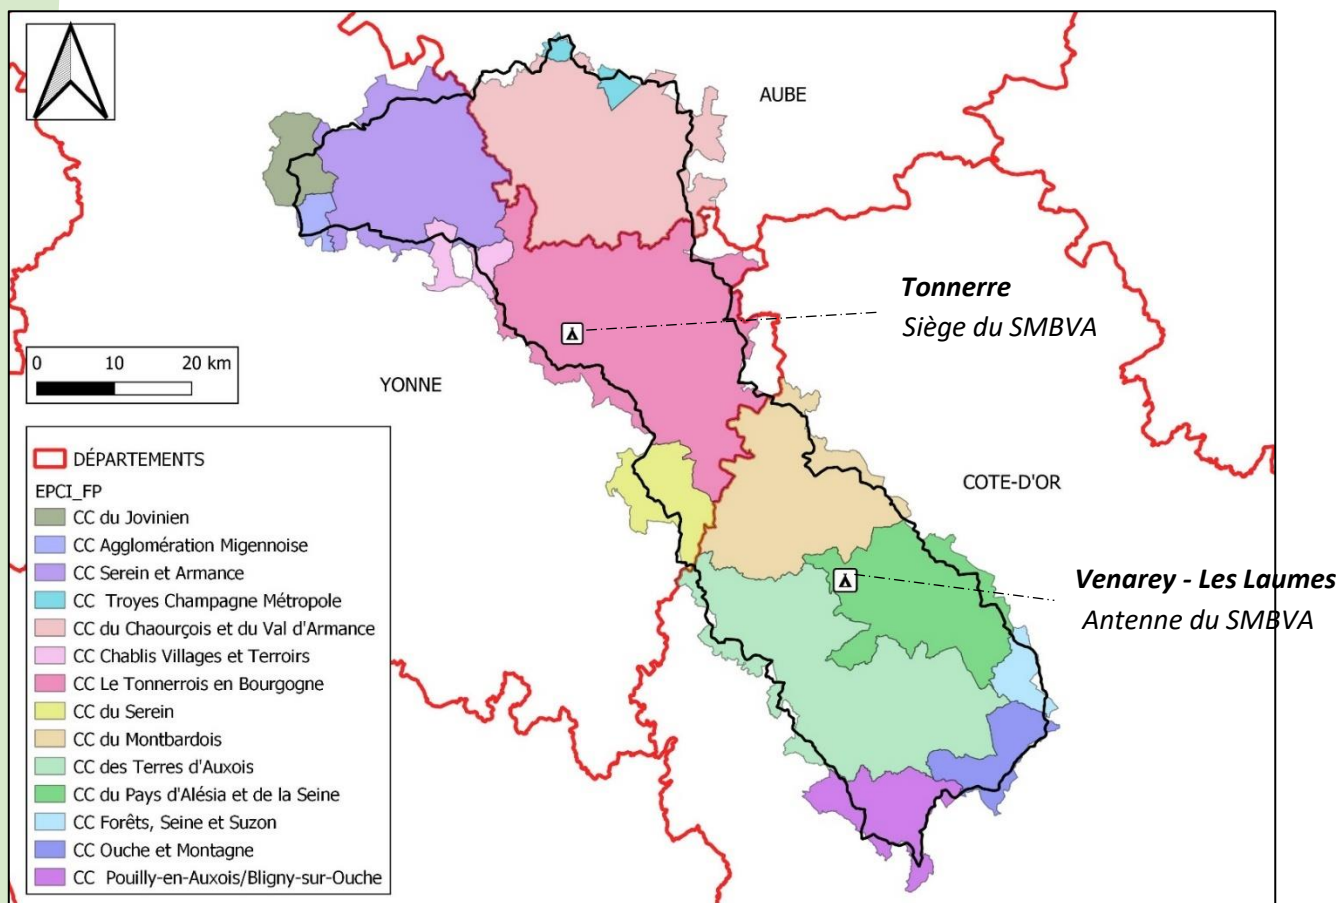 AUBE
Tonnerre
Siège du SMBVA
0 10 20 km
YONNE
DÉPARTEMENTS
EPCI_FP
CC du Jovinien
CC Agglomération Migennoise
CC Serein et Armance
CC Troyes Champagne Métropole
CC du Chaourçois et du Val d'Armance
CC Chablis Villages et Terroirs
CC Le Tonnerrois en Bourgogne
CC du Serein
CC du Montbardois
CC des Terres d'Auxois
CC du Pays d'Alésia et de la Seine
CC Forêts, Seine et Suzon
CC Ouche et Montagne
CC Pouilly-en-Auxois/Bligny-sur-Ouche
COTE-D'OR
Venarey - Les Laumes
Antenne du SMBVA